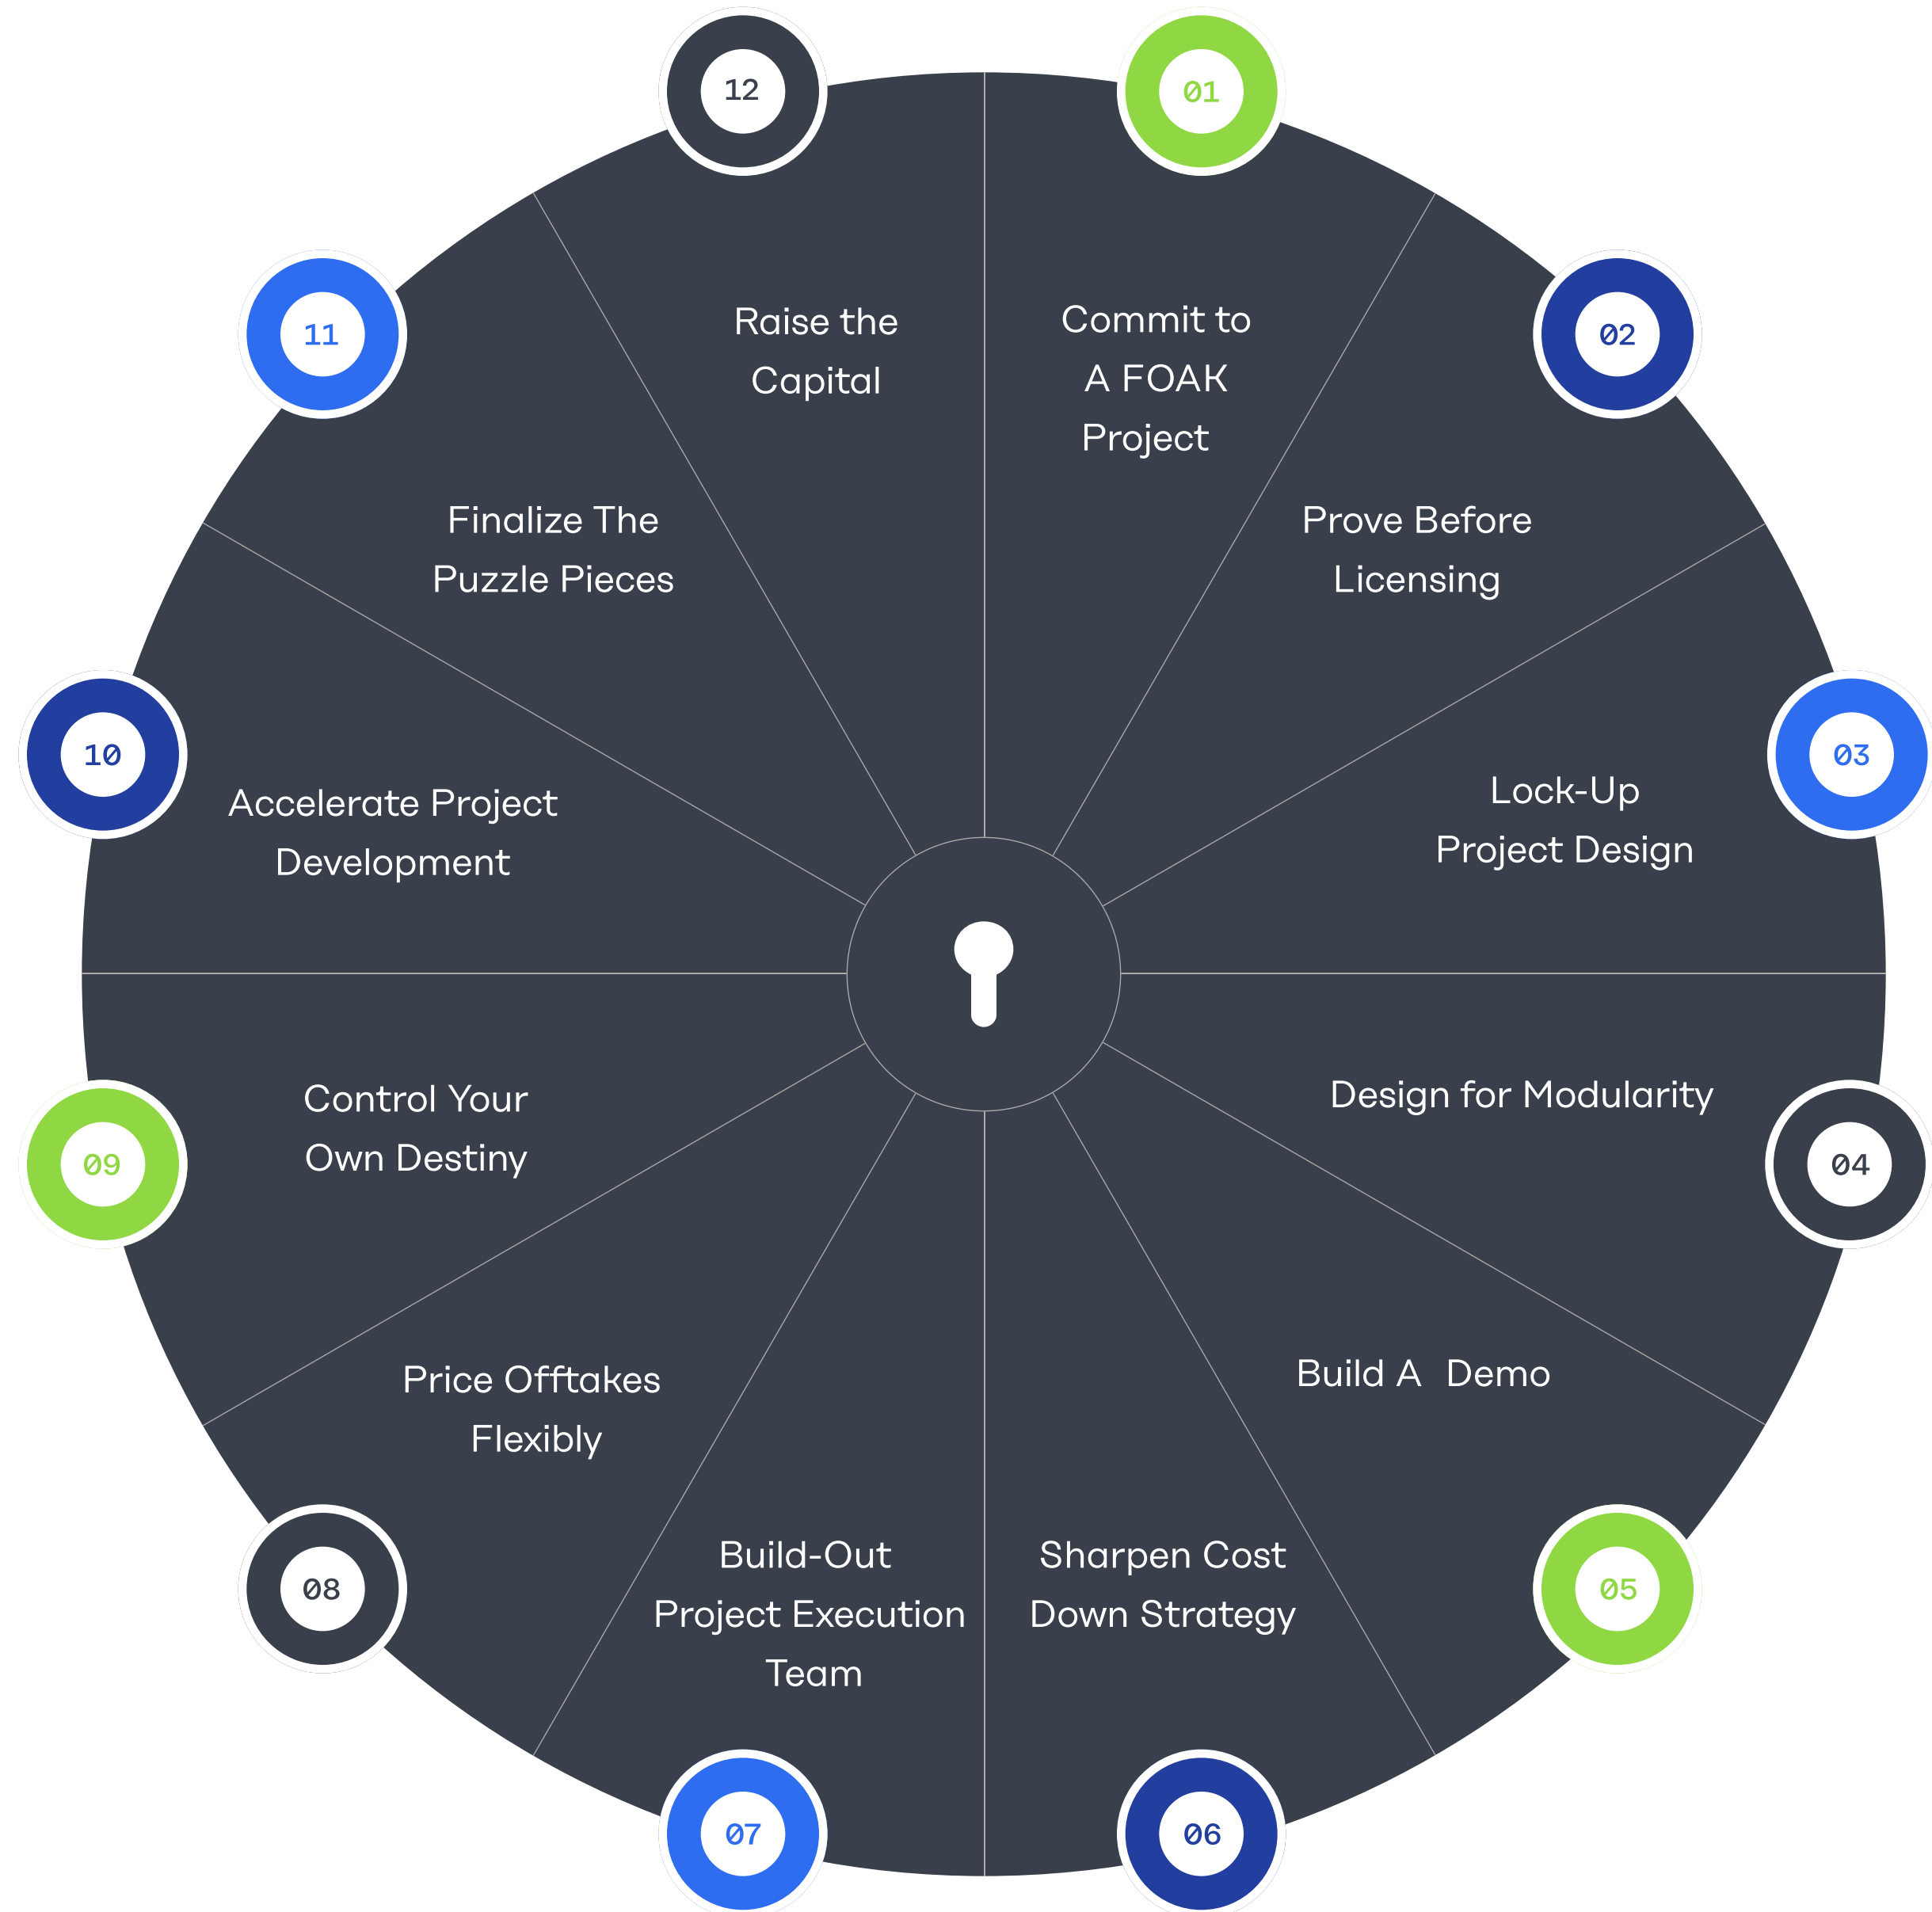 01
Commit to
A FOAK
Project
02
Prove Before
Licensing
03
Lock-Up
Project Design
04
Design for Modularity
05
Build A  Demo
06
Sharpen Cost
Down Strategy
07
Build-Out
Project Execution
Team
08
Price Offtakes
Flexibly
09
Control Your
Own Destiny
10
Accelerate Project
Development
11
Finalize The
Puzzle Pieces
12
Raise the
Capital